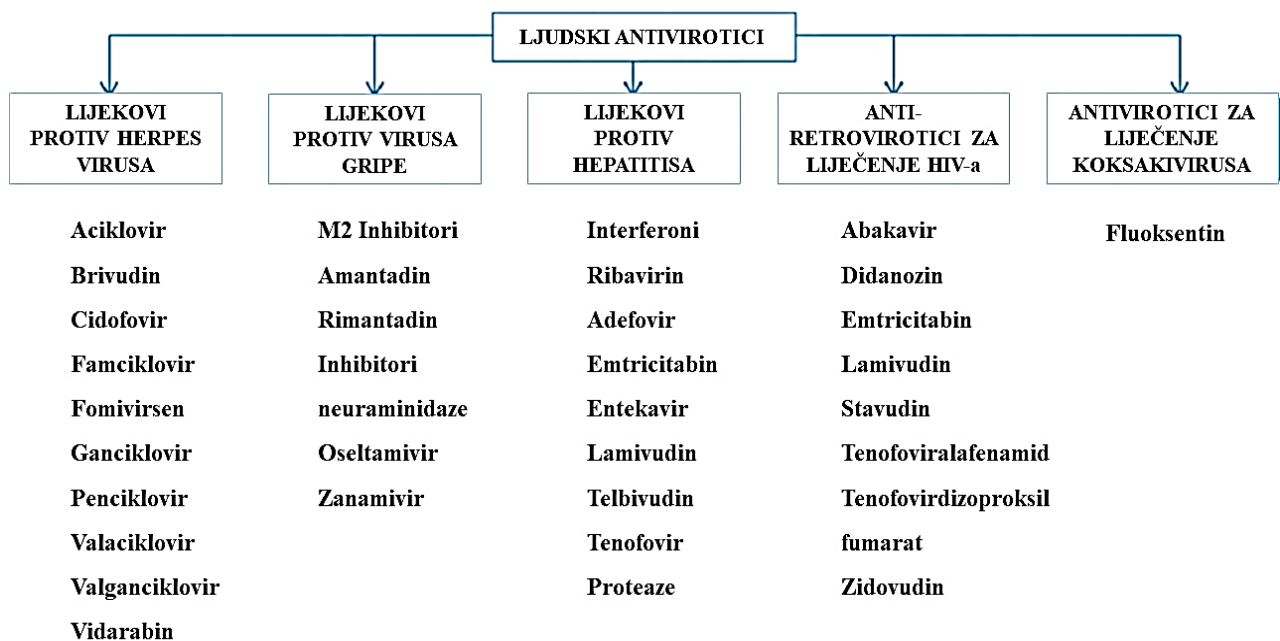 LJUDSKI ANTIVIROTICI
LIJEKOVI
PROTIV HERPES
VIRUSA
LIJEKOVI
PROTIV VIRUSA
GRIPE
LIJEKOVI
PROTIV
HEPATITISA
ANTI-
RETROVIROTICI ZA
LIJEČENJE HIV-a
ANTIVIROTICI ZA
LIJEČENJE
KOKSAKIVIRUSA
Aciklovir
Brivudin
Cidofovir
Famciklovir
Fomivirsen
Ganciklovir
Penciklovir
Valaciklovir
Valganciklovir
Vidarabin
M2 Inhibitori
Amantadin
Rimantadin
Inhibitori
neuraminidaze
Oseltamivir
Zanamivir
Interferoni
Ribavirin
Adefovir
Emtricitabin
Entekavir
Lamivudin
Telbivudin
Tenofovir
Proteaze
Abakavir
Didanozin
Emtricitabin
Lamivudin
Stavudin
Tenofoviralafenamid
Tenofovirdizoproksil
fumarat
Zidovudin
Fluoksentin